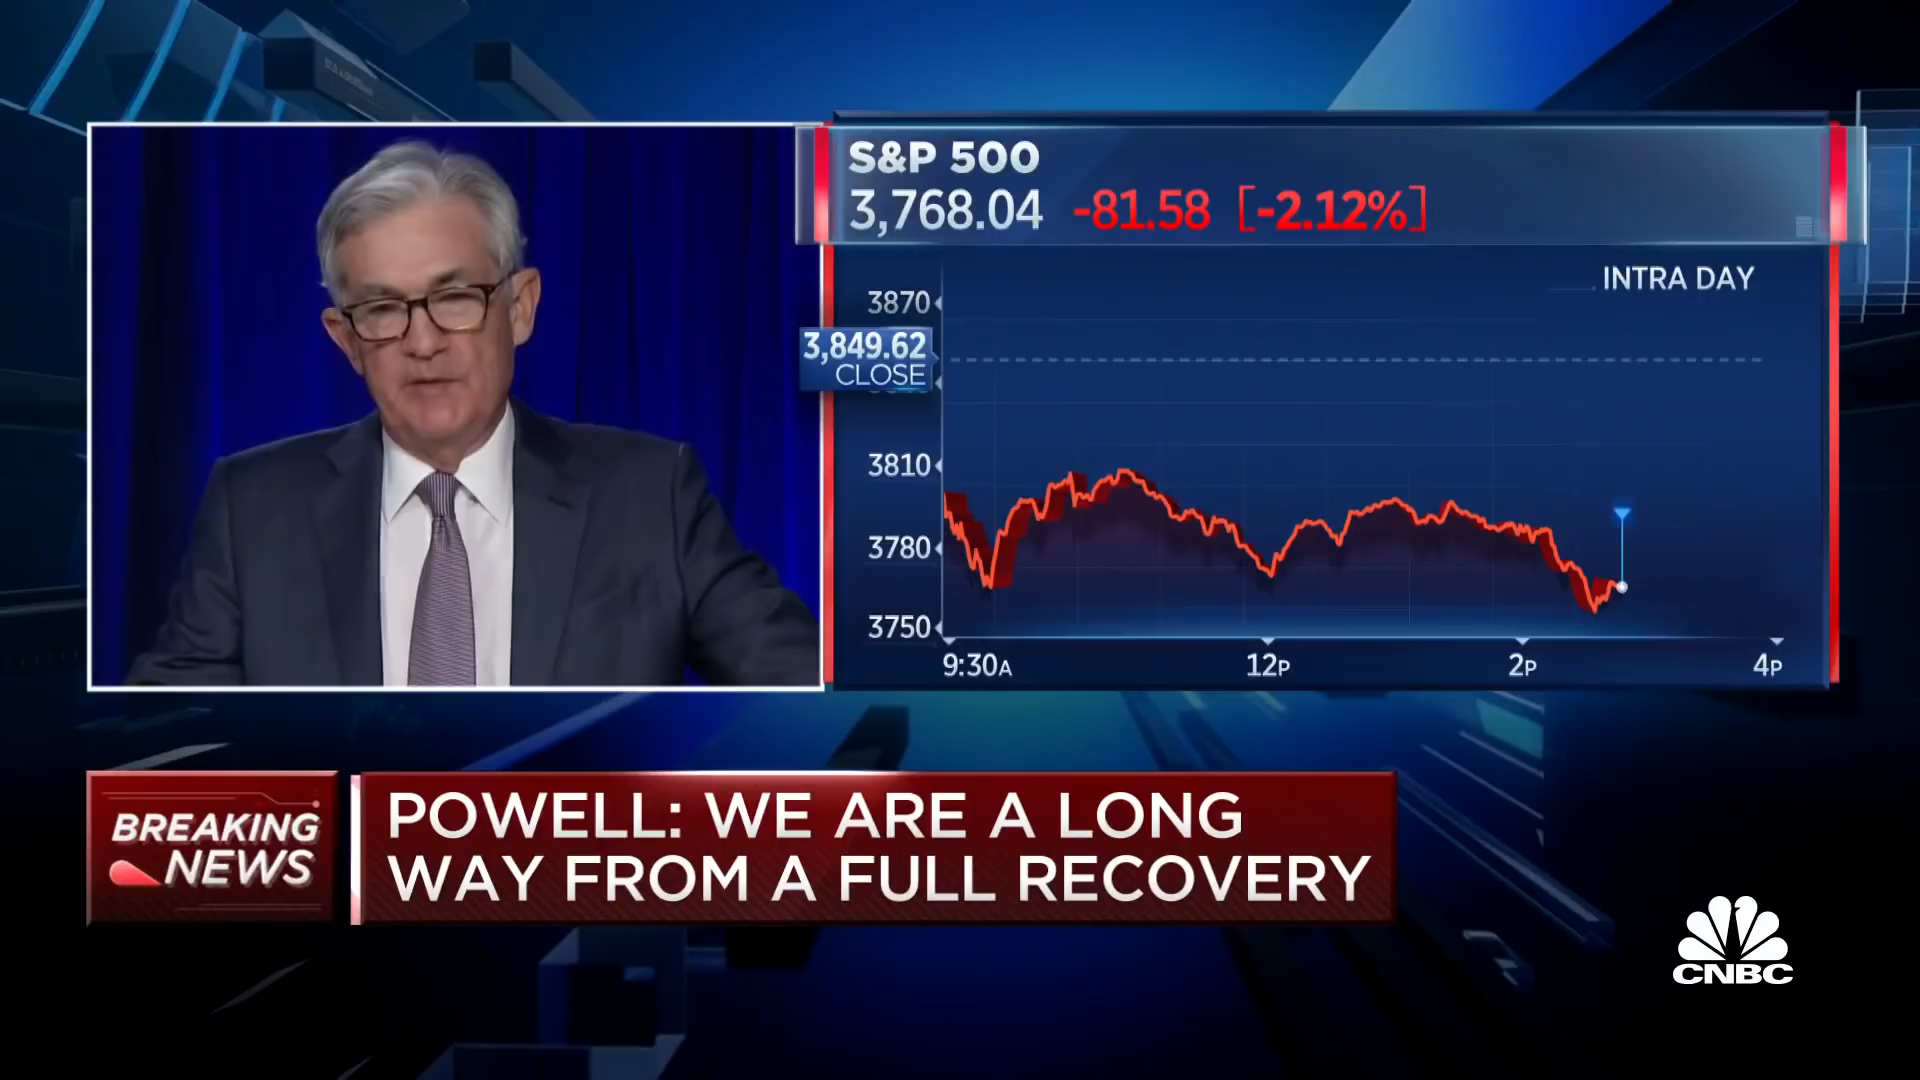 S&P 500
3,768.04 -81.58 [-2.12%]
INTRA DAY
3870
3,849.62
CLOSE
3810
3780
3750
9:30A 12P 2P 4P
BREAKING
NEWS
POWELL: WE ARE A LONG
WAY FROM A FULL RECOVERY
CNBC